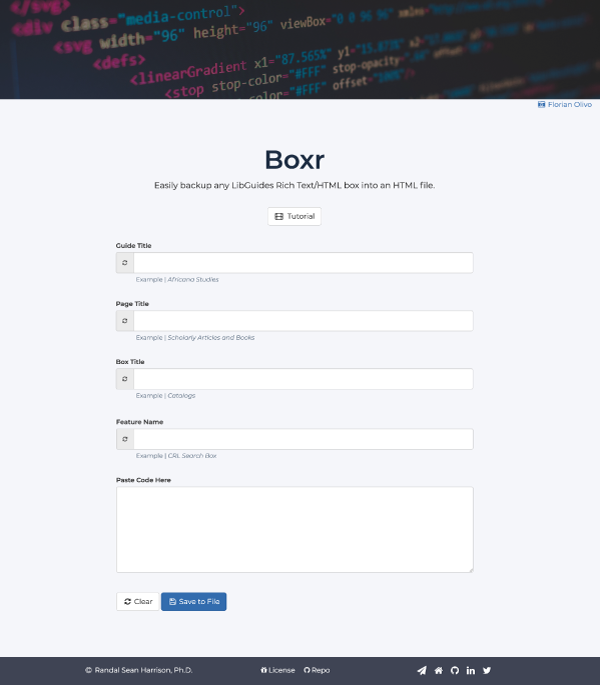 </svg>
<div class="media-control">
<svg width="96" height="96" viewBox="0 0 96 96"
<defs>
<linearGradient x1="87.565%" y1="15.873%"
<stop stop-color="#FFF" stop-opacity=
stop-color="#FFF" offset="100%"
Florian Olivo
Boxr
Easily backup any LibGuides Rich Text/HTML box into an HTML file.
Tutorial
Guide Title
Example | Africana Studies
Page Title
Example | Scholarly Articles and Books
Box Title
Example | Catalogs
Feature Name
Example | CRL Search Box
Paste Code Here
Clear Save to File
© Randal Sean Harrison, Ph.D. License Repo